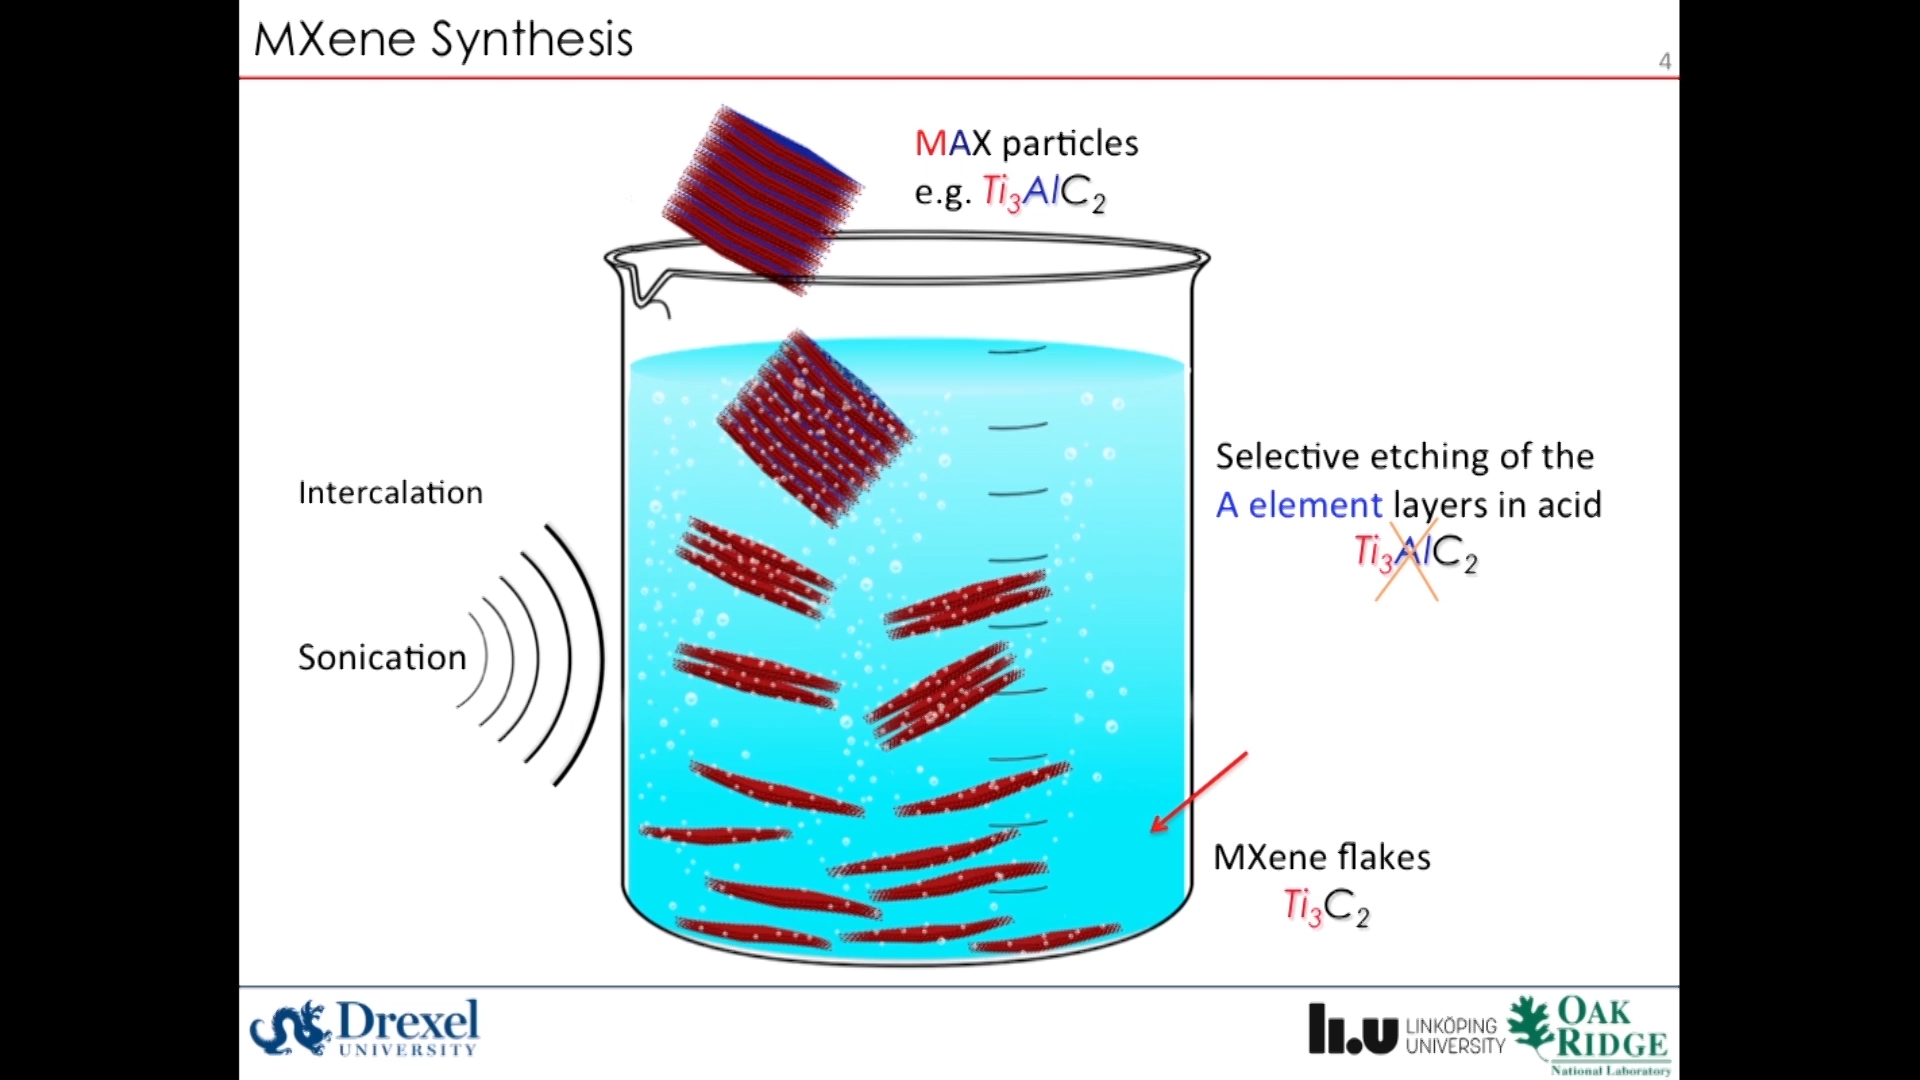 MXene Synthesis
4
MAX particles
e.g. Ti₃AlC₂
Intercalation
Sonication
Selective etching of the
A element layers in acid
Ti₃AlC₂
MXene flakes
Ti₃C₂
Drexel
UNIVERSITY
li.u
LINKÖPING
UNIVERSITY
OAK
RIDGE
National Laboratory